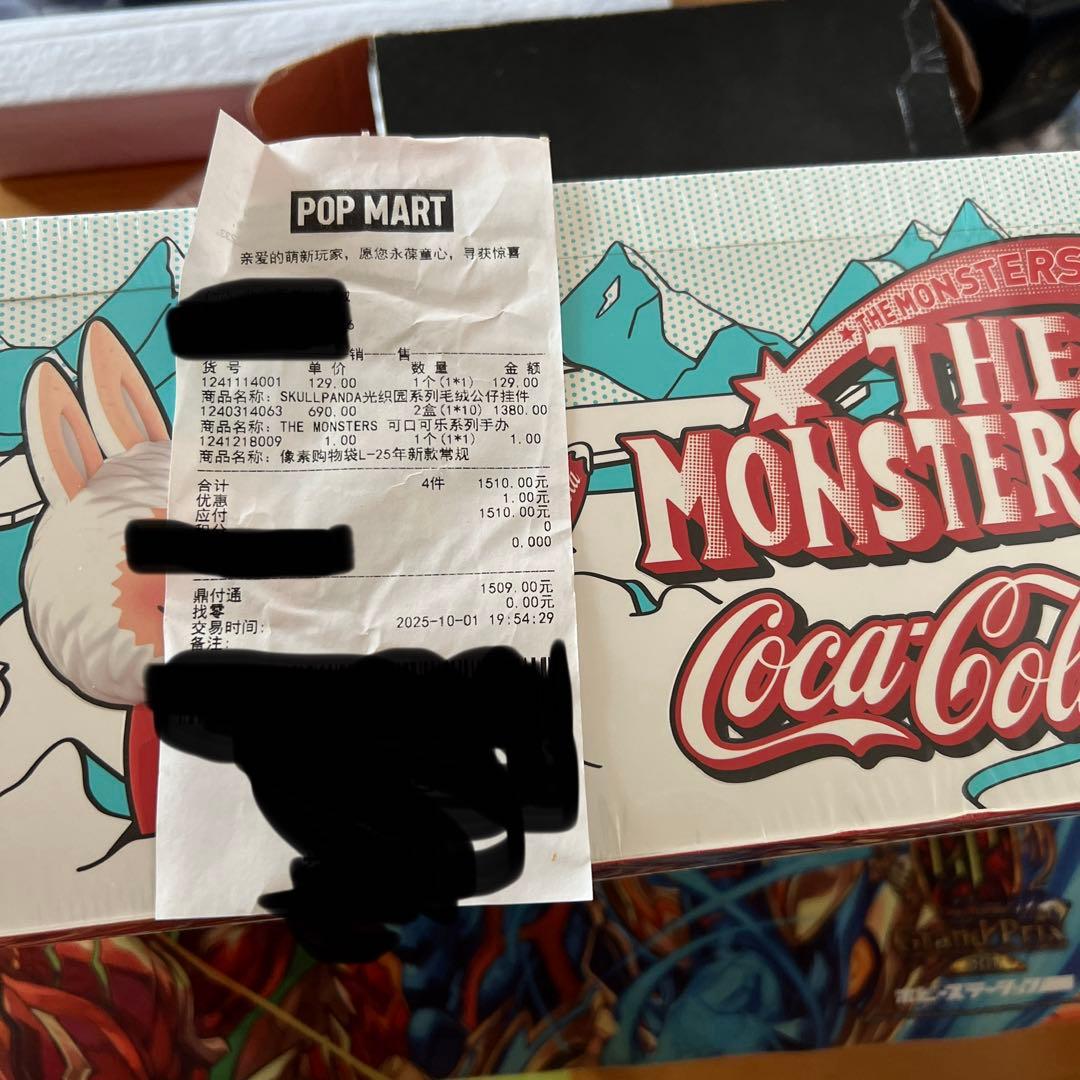 POP MART
亲爱的萌新玩家，愿您永葆童心，寻获惊喜
销——售
货号 单价 数量 金额
1241114001 129.00 1个(1*1) 129.00
商品名称: SKULLPANDA光织园系列毛绒公仔挂件
1240314063 690.00 2盒(1*10) 1380.00
商品名称: THE MONSTERS 可口可乐系列手办
1241218009 1.00 1个(1*1) 1.00
商品名称: 像素购物袋L-25年新款常规
合计 4件 1510.00元
优惠 1.00元
应付 1510.00元
0
0.000
鼎付通 1509.00元
找零 0.00元
交易时间: 2025-10-01 19:54:29
备注:
THE MONSTERS
THE
MONSTERS
Coca-Col
Grand Prix